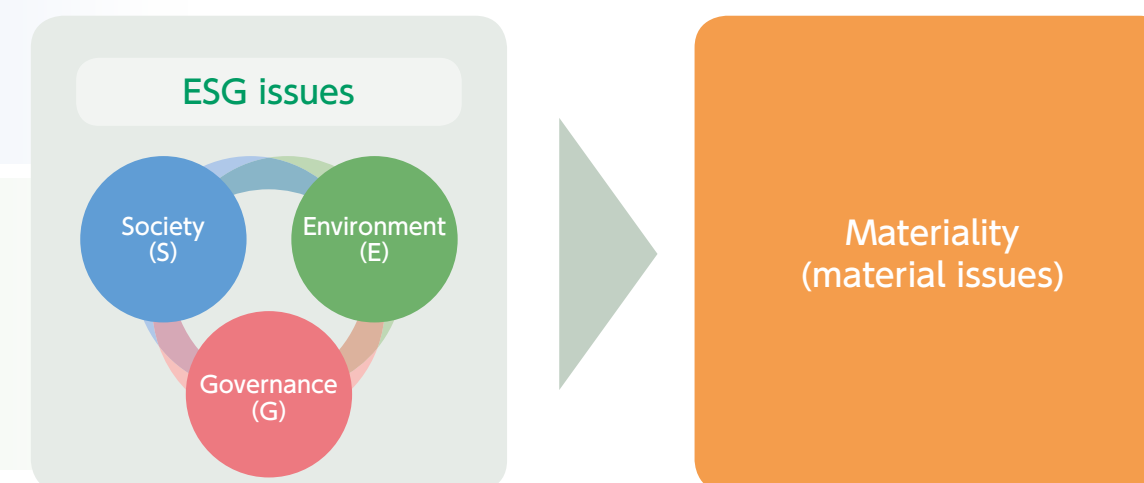 ESG issues
Society
(S)
Environment
(E)
Governance
(G)
Materiality
(material issues)